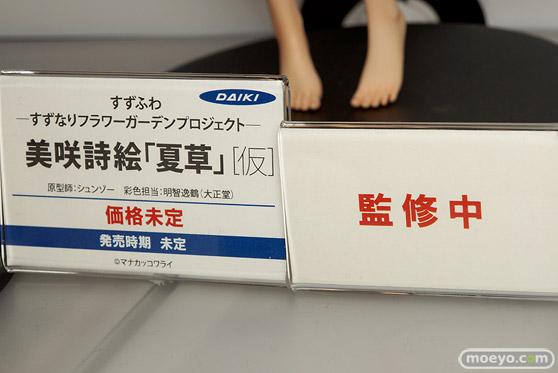 すずふわ
DAIKI
―すずなりフラワーガーデンプロジェクト―
美咲詩絵「夏草」[仮]
原型師：シュンゾー 彩色担当：明智逸鶴（大正堂）
価格未定
発売時期 未定
©マナカッコワライ
監修中
moeyo.com